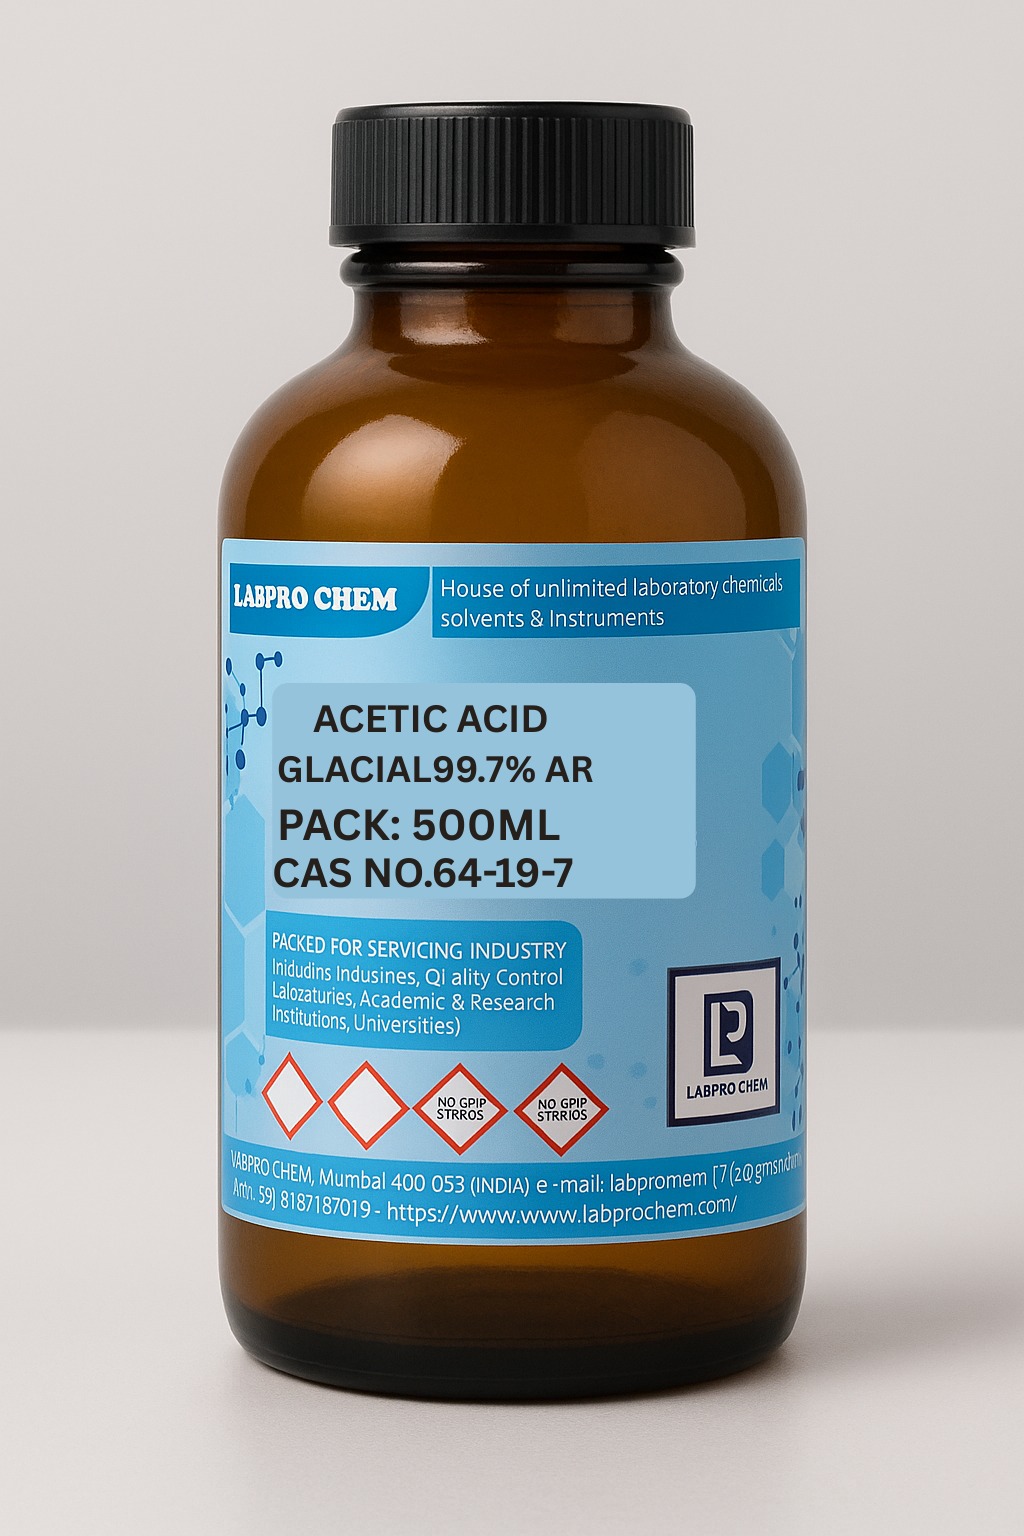 LABPRO CHEM
House of unlimited laboratory chemicals
solvents & Instruments
ACETIC ACID
GLACIAL99.7% AR
PACK: 500ML
CAS NO.64-19-7
PACKED FOR SERVICING INDUSTRY
Inidudins Indusines, Qi ality Control
Lalozaturies, Academic & Research
Institutions, Universities)
NO GPIP
STRROS
NO GPIP
STRRIOS
LABPRO CHEM
VABPRO CHEM, Mumbal 400 053 (INDIA) e -mail: labpromem
59) 8187187019 - https://www.www.labprochem.com/